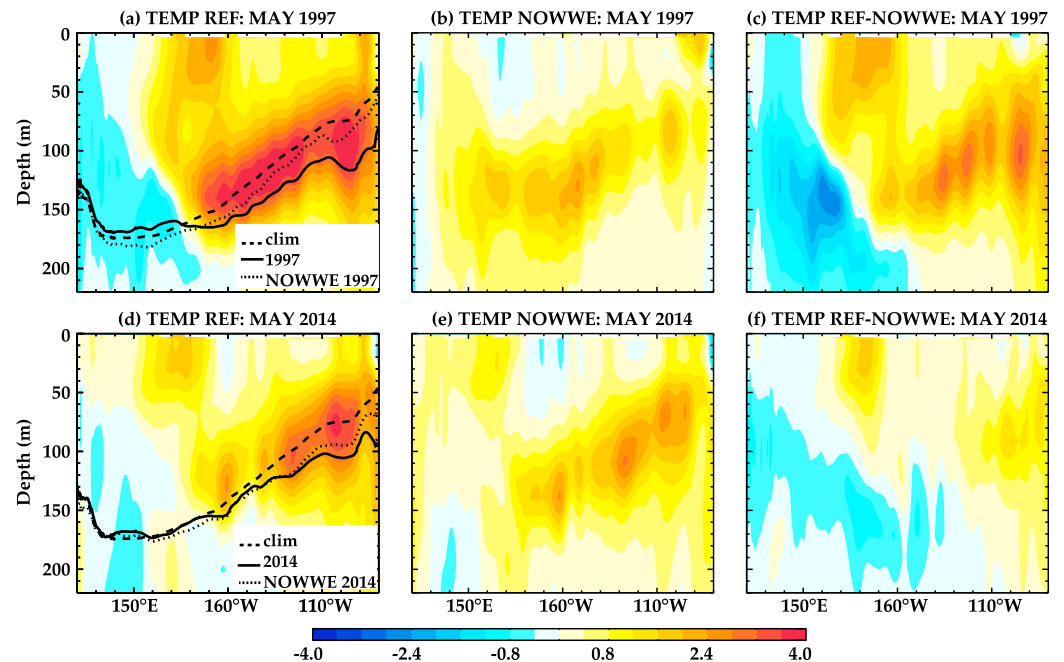 (a) TEMP REF: MAY 1997
(b) TEMP NOWWE: MAY 1997
(c) TEMP REF-NOWWE: MAY 1997
0
50
100
150
200
Depth (m)
clim
1997
NOWWE 1997
(d) TEMP REF: MAY 2014
(e) TEMP NOWWE: MAY 2014
(f) TEMP REF-NOWWE: MAY 2014
0
50
100
150
200
Depth (m)
clim
2014
NOWWE 2014
150°E 160°W 110°W
150°E 160°W 110°W
150°E 160°W 110°W
-4.0 -2.4 -0.8 0.8 2.4 4.0